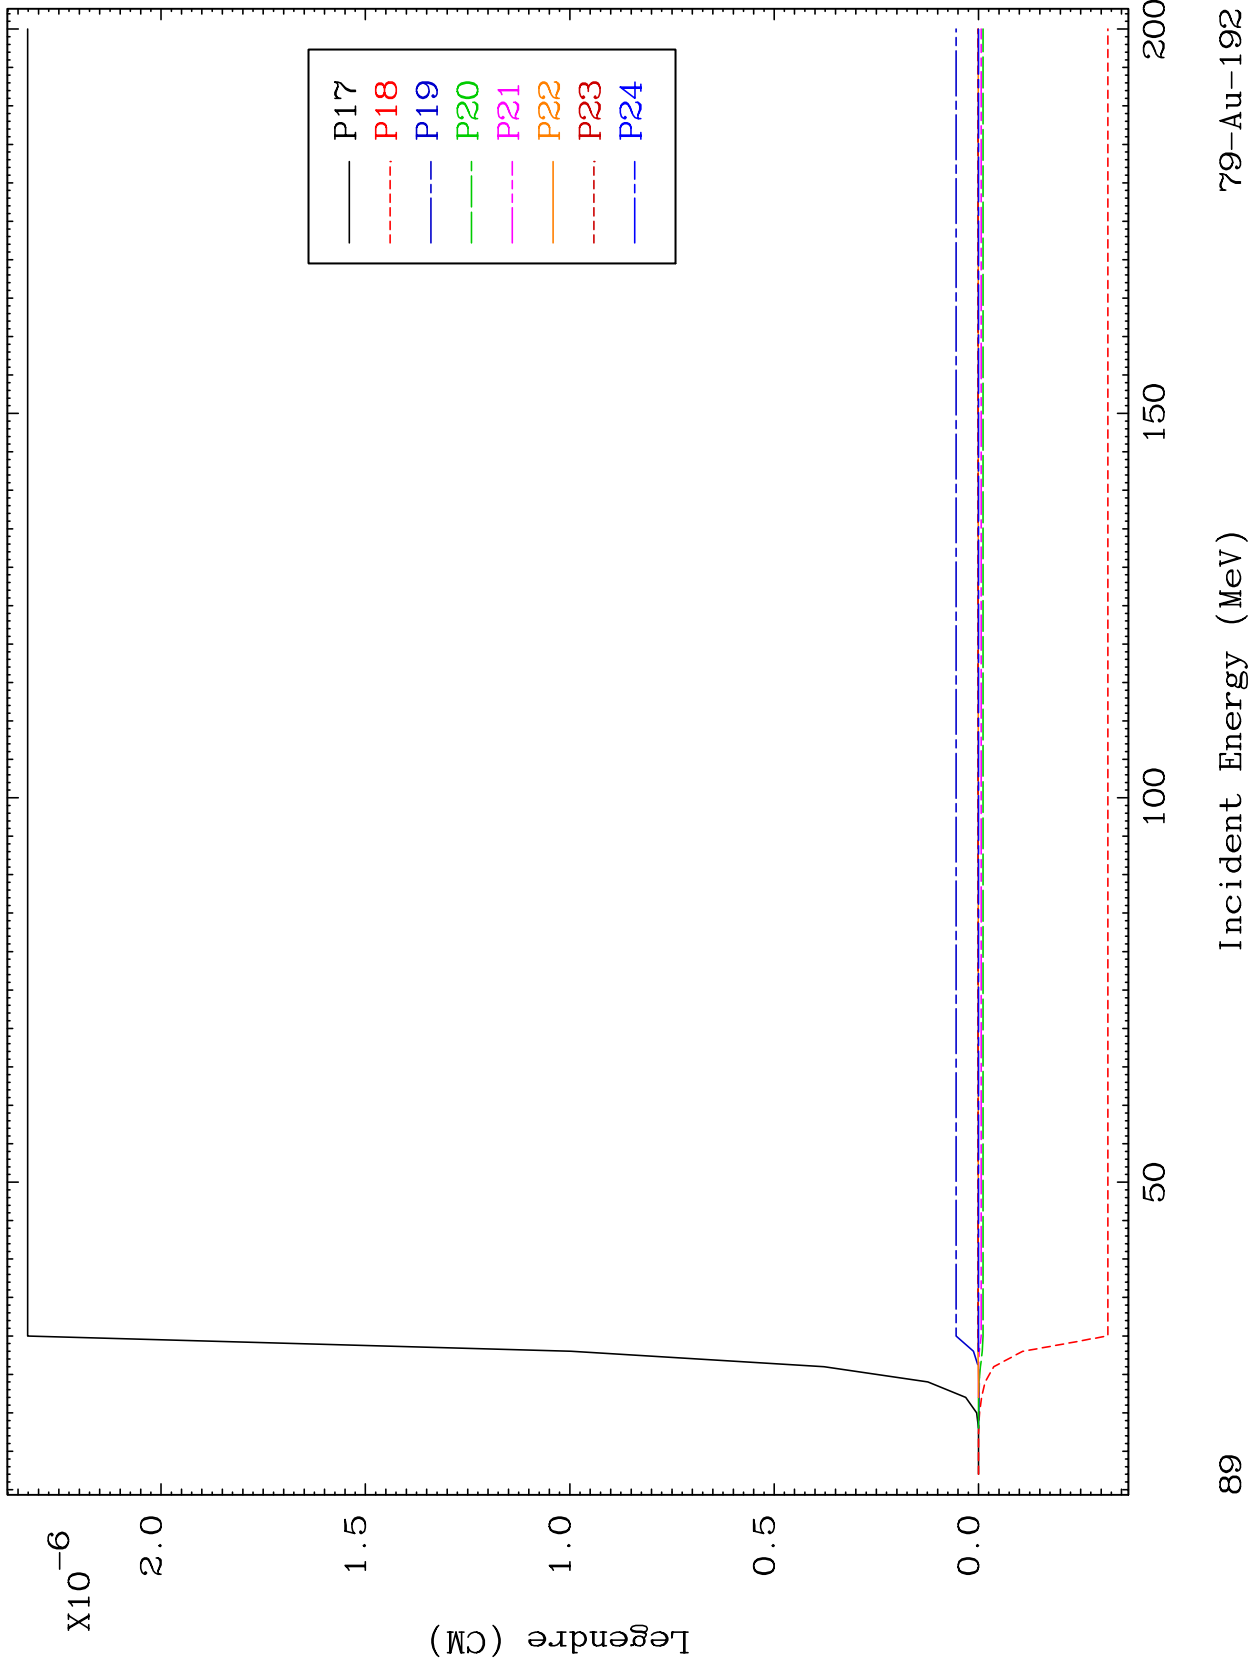 X10-6
2.0
1.5
1.0
0.5
0.0
Legendre (CM)
P17
P18
P19
P20
P21
P22
P23
P24
50
100
150
200
89
Incident Energy (MeV)
79-Au-192